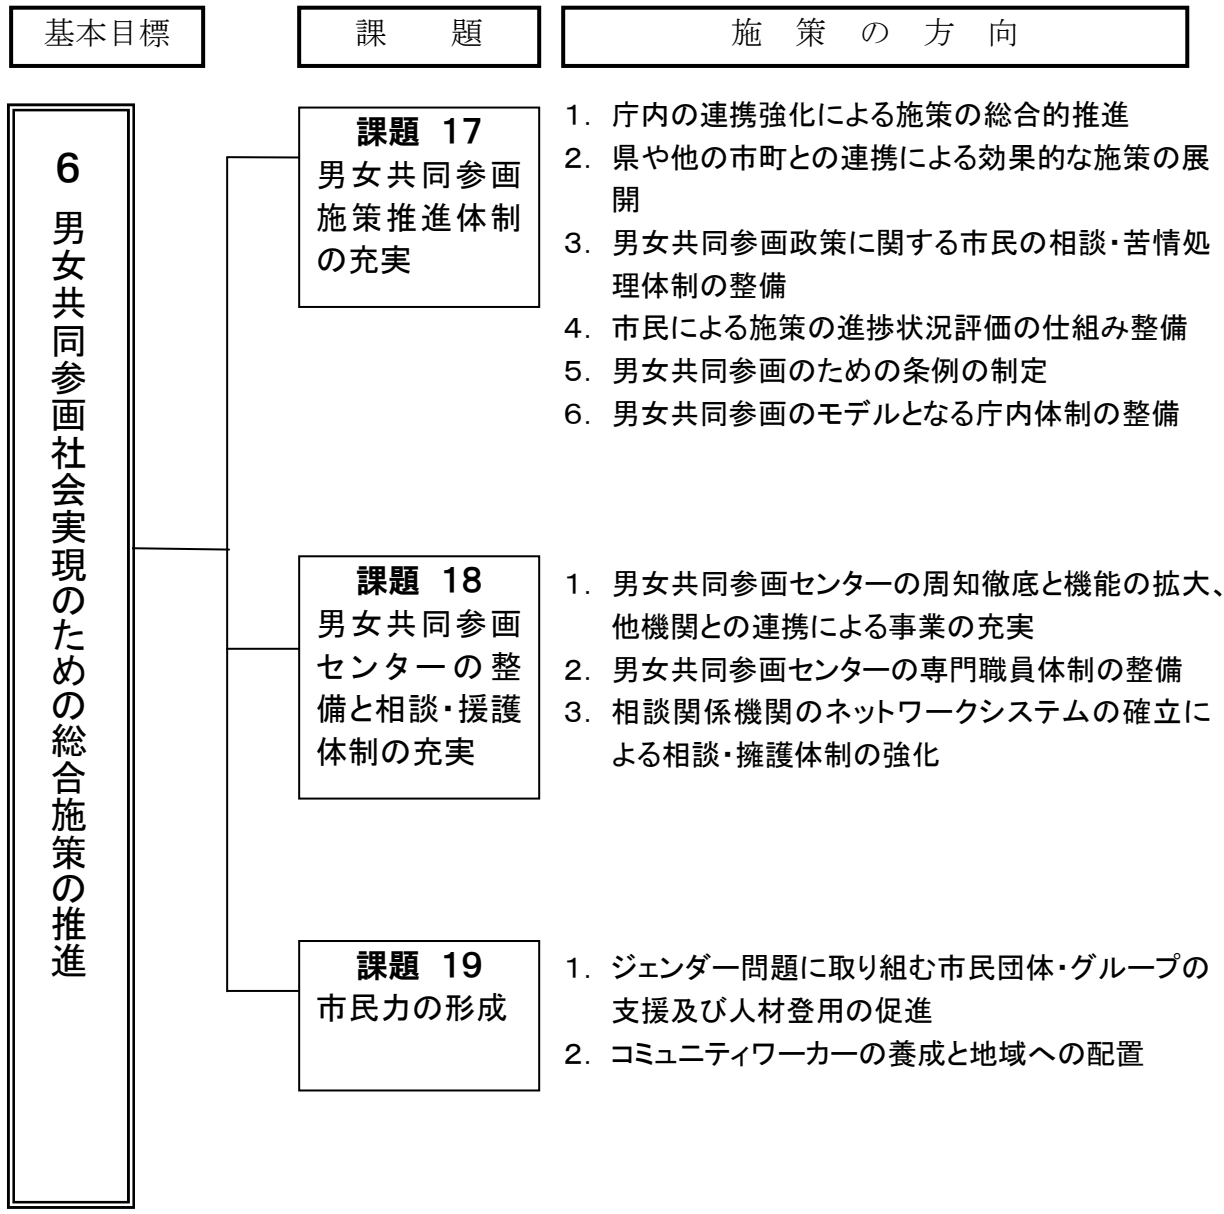 基本目標
課題
施策の方向
6 男女共同参画社会実現のための総合施策の推進
課題 17
男女共同参画
施策推進体制
の充実
1. 庁内の連携強化による施策の総合的推進
2. 県や他の市町との連携による効果的な施策の展
開
3. 男女共同参画政策に関する市民の相談・苦情処
理体制の整備
4. 市民による施策の進捗状況評価の仕組み整備
5. 男女共同参画のための条例の制定
6. 男女共同参画のモデルとなる庁内体制の整備
課題 18
男女共同参画
センターの整
備と相談・援護
体制の充実
1. 男女共同参画センターの周知徹底と機能の拡大、
他機関との連携による事業の充実
2. 男女共同参画センターの専門職員体制の整備
3. 相談関係機関のネットワークシステムの確立に
よる相談・擁護体制の強化
課題 19
市民力の形成
1. ジェンダー問題に取り組む市民団体・グループの
支援及び人材登用の促進
2. コミュニティワーカーの養成と地域への配置